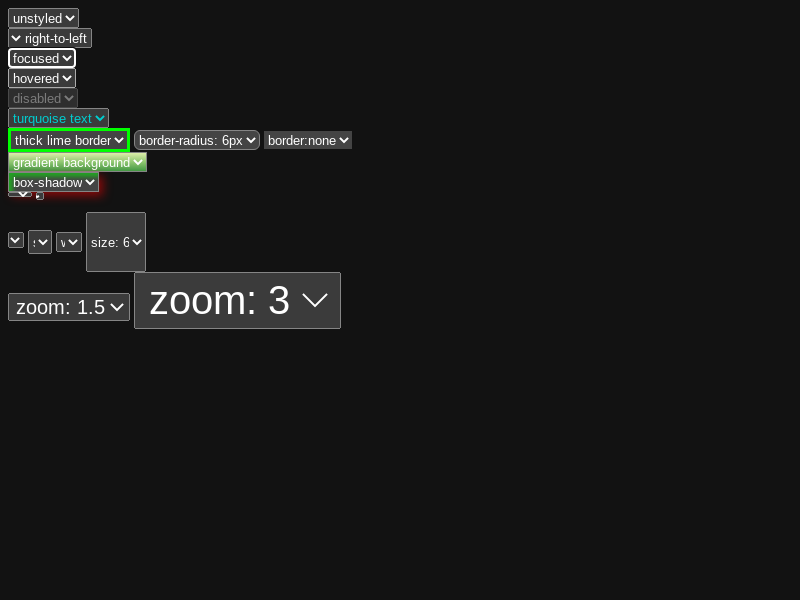 unstyled
right-to-left
focused
hovered
disabled
turquoise text
thick lime border border-radius: 6px border:none
gradient background
box-shadow
size: 6
zoom: 1.5 zoom: 3